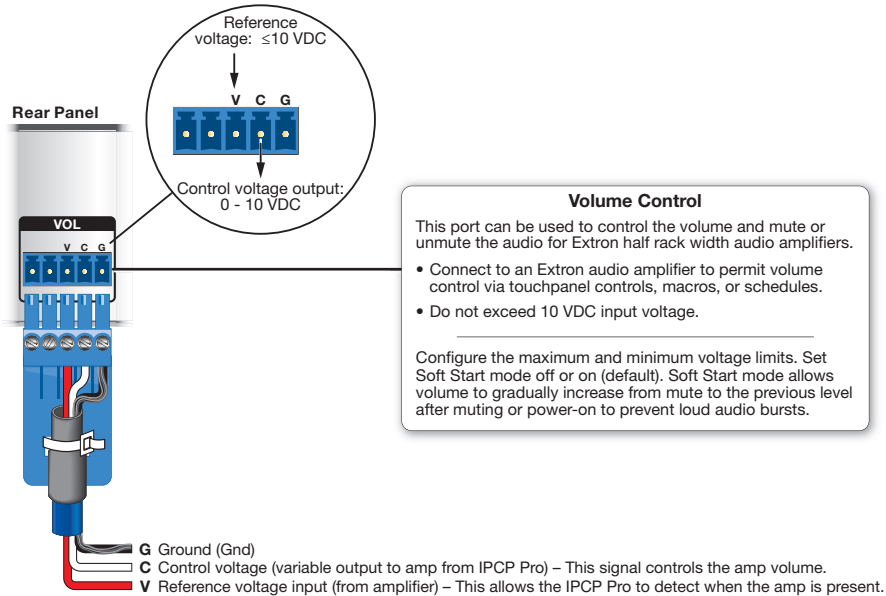 Reference
voltage: ≤10 VDC
V C G
Control voltage output:
0 - 10 VDC
Rear Panel
VOL
V C G
Volume Control
This port can be used to control the volume and mute or
unmute the audio for Extron half rack width audio amplifiers.
• Connect to an Extron audio amplifier to permit volume
control via touchpanel controls, macros, or schedules.
• Do not exceed 10 VDC input voltage.
Configure the maximum and minimum voltage limits. Set
Soft Start mode off or on (default). Soft Start mode allows
volume to gradually increase from mute to the previous level
after muting or power-on to prevent loud audio bursts.
G Ground (Gnd)
C Control voltage (variable output to amp from IPCP Pro) – This signal controls the amp volume.
V Reference voltage input (from amplifier) – This allows the IPCP Pro to detect when the amp is present.